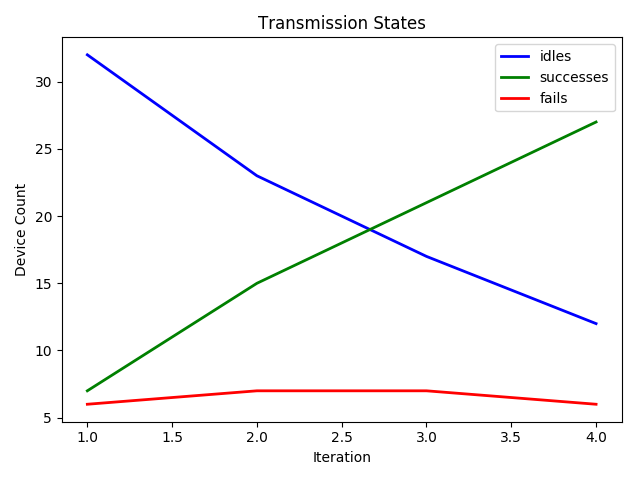 Transmission States
idles
successes
fails
Device Count
30
25
20
15
10
5
1.0 1.5 2.0 2.5 3.0 3.5 4.0
Iteration